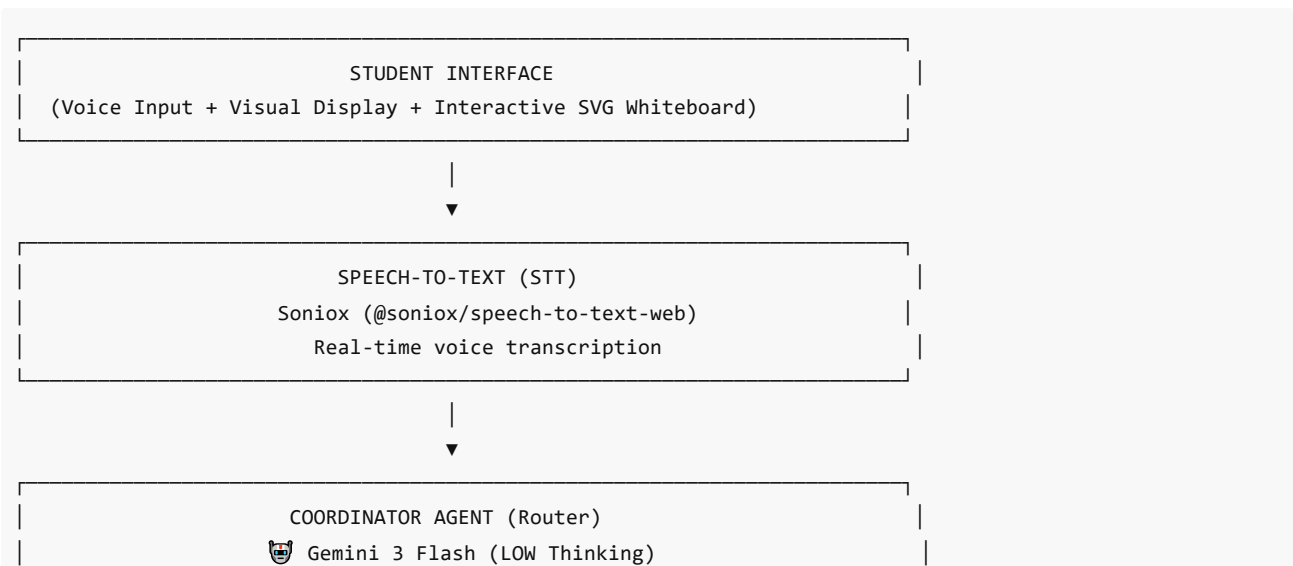 STUDENT INTERFACE
(Voice Input + Visual Display + Interactive SVG Whiteboard)
SPEECH-TO-TEXT (STT)
Soniox (@soniox/speech-to-text-web)
Real-time voice transcription
COORDINATOR AGENT (Router)
🤖 Gemini 3 Flash (LOW Thinking)